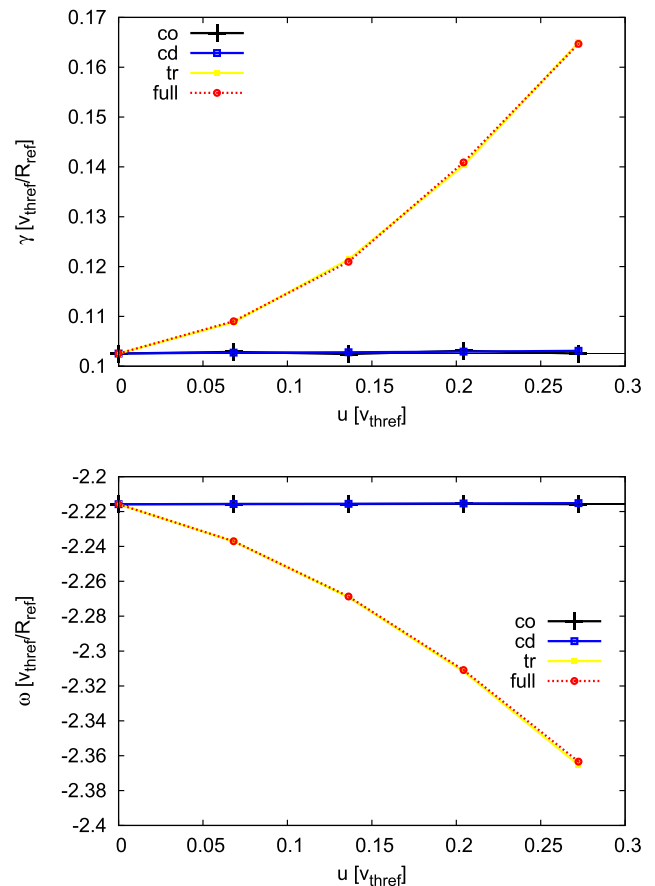 0.17
0.16
0.15
0.14
0.13
0.12
0.11
0.1
γ [v_thref/R_ref]
co
cd
tr
full
0 0.05 0.1 0.15 0.2 0.25 0.3
u [v_thref]
-2.2
-2.22
-2.24
-2.26
-2.28
-2.3
-2.32
-2.34
-2.36
-2.38
-2.4
ω [v_thref/R_ref]
co
cd
tr
full
0 0.05 0.1 0.15 0.2 0.25 0.3
u [v_thref]